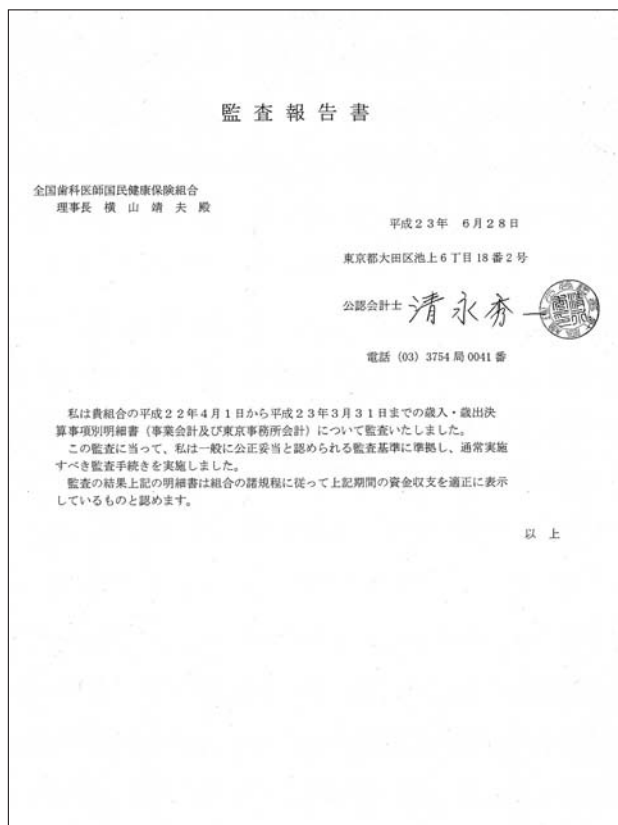 監査報告書
全国歯科医師国民健康保険組合
理事長 横山靖夫 殿
平成23年 6月28日
東京都大田区池上6丁目18番2号
公認会計士 清永秀一
電話 (03) 3754局0041番
私は貴組合の平成22年4月1日から平成23年3月31日までの歳入・歳出決
算事項別明細書(事業会計及び東京事務所会計)について監査いたしました。
この監査に当って、私は一般に公正妥当と認められる監査基準に準拠し、通常実施
すべき監査手続きを実施しました。
監査の結果上記の明細書は組合の諸規程に従って上記期間の資金収支を適正に表示
しているものと認めます。
以上